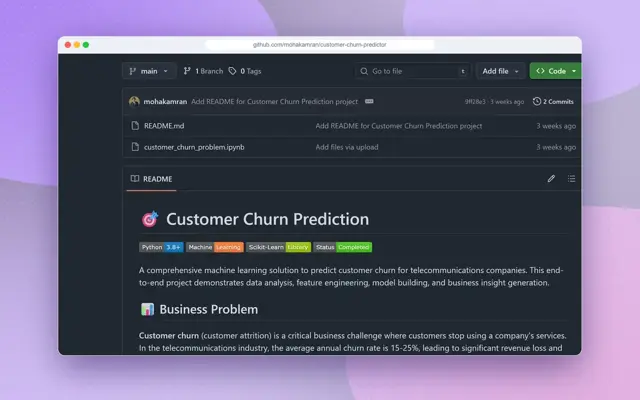 github.com/mohakamran/customer-churn-predictor
main 1 Branch 0 Tags Go to file t Add file Code
mohakamran Add README for Customer Churn Prediction project 3 weeks ago 2 Commits
README.md Add README for Customer Churn Prediction project 3 weeks ago
customer_churn_problem.ipynb Add files via upload 3 weeks ago
README
Customer Churn Prediction
Python 3.8+ Machine Learning Scikit-Learn Library Status Completed
A comprehensive machine learning solution to predict customer churn for telecommunications companies. This end-
to-end project demonstrates data analysis, feature engineering, model building, and business insight generation.
Business Problem
Customer churn (customer attrition) is a critical business challenge where customers stop using a company's services.
In the telecommunications industry, the average annual churn rate is 15-25%, leading to significant revenue loss and